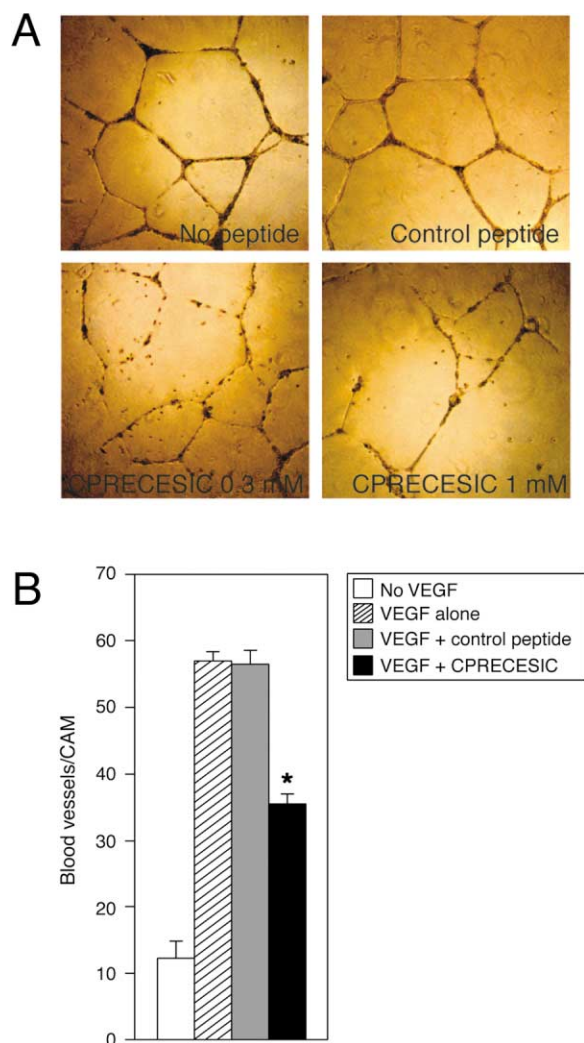 A
No peptide
Control peptide
CPRECESIC 0.3 mM
CPRECESIC 1 mM
B
70
60
50
40
30
20
10
0
Blood vessels/CAM
*
No VEGF
VEGF alone
VEGF + control peptide
VEGF + CPRECESIC